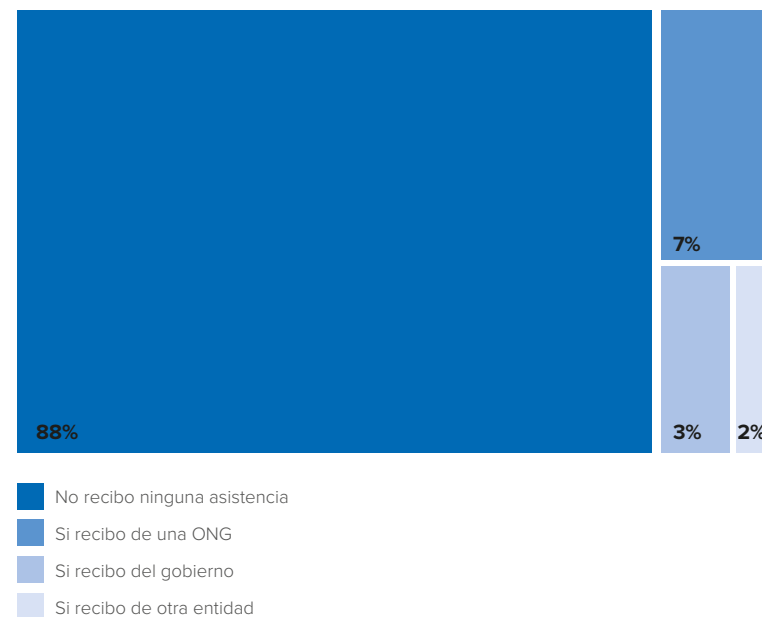 7%
88%
3%
2%
No recibo ninguna asistencia
Si recibo de una ONG
Si recibo del gobierno
Si recibo de otra entidad